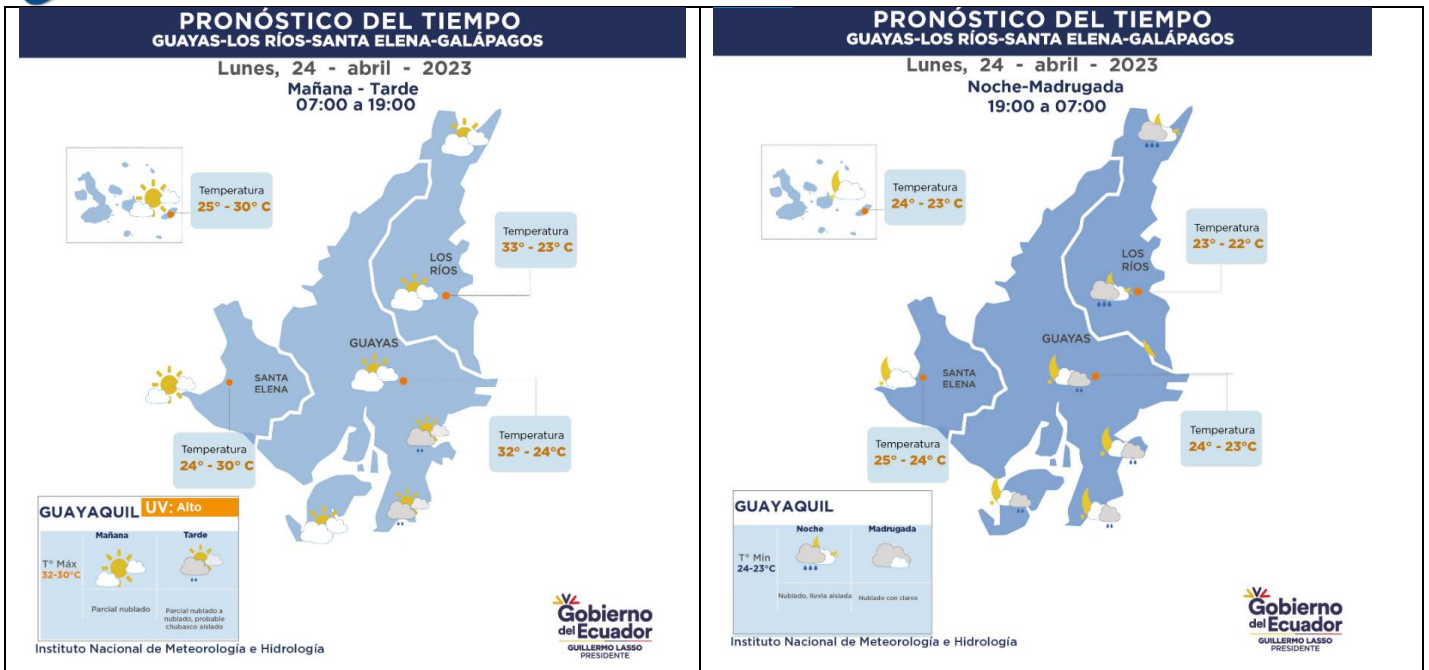 PRONÓSTICO DEL TIEMPO
GUAYAS-LOS RÍOS-SANTA ELENA-GALÁPAGOS
Lunes, 24 - abril - 2023
Mañana - Tarde
07:00 a 19:00
Temperatura
25° - 30° C
Temperatura
33° - 23° C
LOS
RÍOS
GUAYAS
SANTA
ELENA
Temperatura
24° - 30° C
Temperatura
32° - 24°C
GUAYAQUIL
UV: Alto
Mañana
Tarde
T° Máx
32-30°C
Parcial nublado
Parcial nublado a
nublado, probable
chubasco aislado
Instituto Nacional de Meteorología e Hidrología
Gobierno
del Ecuador
GUILLERMO LASSO
PRESIDENTE
PRONÓSTICO DEL TIEMPO
GUAYAS-LOS RÍOS-SANTA ELENA-GALÁPAGOS
Lunes, 24 - abril - 2023
Noche-Madrugada
19:00 a 07:00
Temperatura
24° - 23° C
Temperatura
23° - 22° C
LOS
RÍOS
GUAYAS
SANTA
ELENA
Temperatura
25° - 24° C
Temperatura
24° - 23°C
GUAYAQUIL
Noche
Madrugada
T° Min
24-23°C
Nublado, lluvia aislada
Nublado con claros
Instituto Nacional de Meteorología e Hidrología
Gobierno
del Ecuador
GUILLERMO LASSO
PRESIDENTE